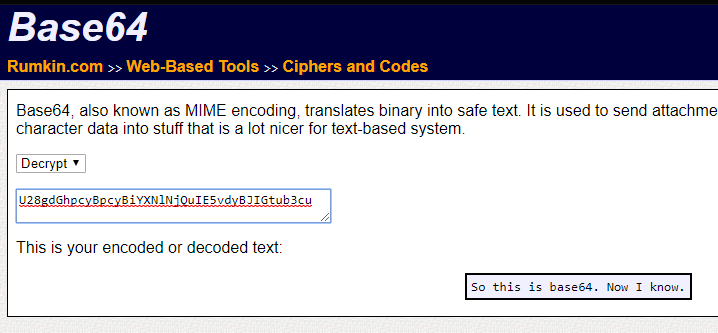 Base64
Rumkin.com >> Web-Based Tools >> Ciphers and Codes
Base64, also known as MIME encoding, translates binary into safe text. It is used to send attachme
character data into stuff that is a lot nicer for text-based system.
Decrypt ▼
U28gdGhpcyBpcyBiYXNlNjQuIE5vdyBJIGtub3cu
This is your encoded or decoded text:
So this is base64. Now I know.